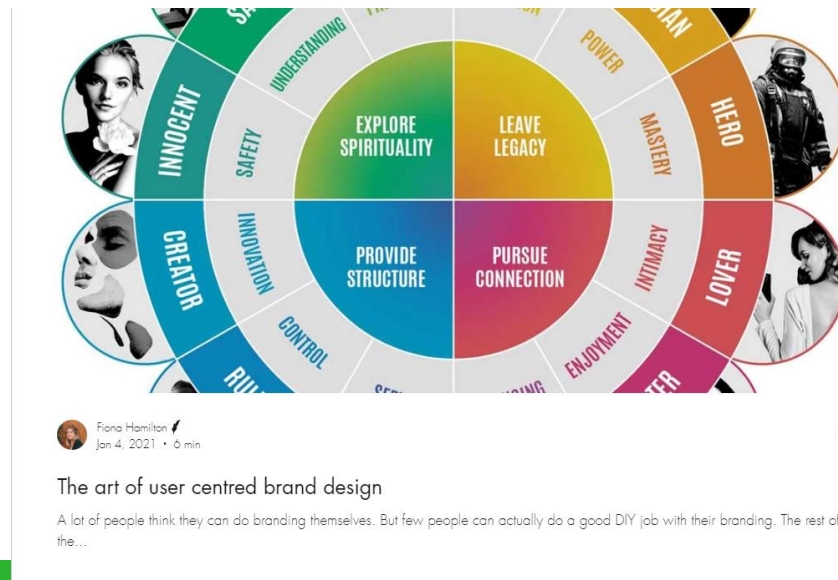 UNDERSTANDING
POWER
INNOCENT
SAFETY
EXPLORE
SPIRITUALITY
LEAVE
LEGACY
MASTERY
HERO
CREATOR
INNOVATION
PROVIDE
STRUCTURE
PURSUE
CONNECTION
INTIMACY
LOVER
CONTROL
ENJOYMENT
Fiona Hamilton
Jan 4, 2021 • 6 min
The art of user centred brand design
A lot of people think they can do branding themselves. But few people can actually do a good DIY job with their branding. The rest of
the...